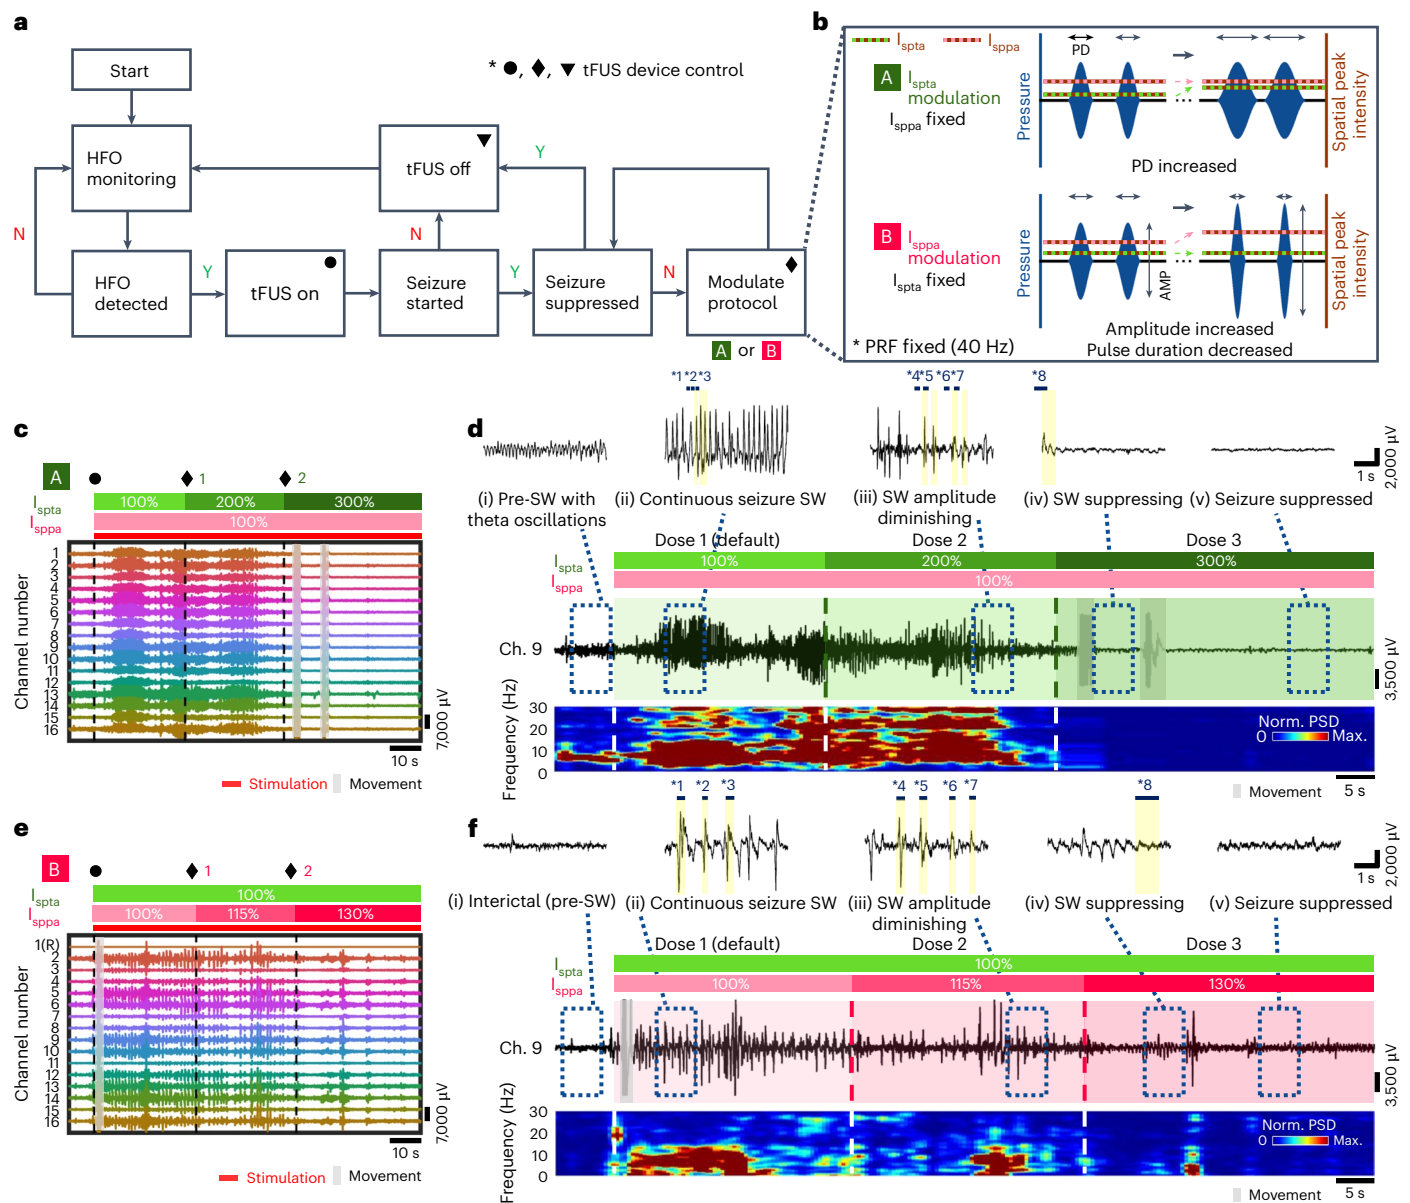 a
Start
* ●, ◆, ▼ tFUS device control
HFO
monitoring
tFUS off
Y
N
HFO
detected
Y
tFUS on
N
Seizure
started
Y
Seizure
suppressed
N
Modulate
protocol
A or B
b
Ispta
Isppa
PD
A
Ispta
modulation
Isppa fixed
Pressure
Spatial peak
intensity
PD increased
B
Isppa
modulation
Ispta fixed
Pressure
AMP
Spatial peak
intensity
Amplitude increased
Pulse duration decreased
* PRF fixed (40 Hz)
c
A
● ◆ 1 ◆ 2
Ispta
100% 200% 300%
Isppa
100%
Channel number
1
2
3
4
5
6
7
8
9
10
11
12
13
14
15
16
7,000 µV
10 s
Stimulation
Movement
d
*1 *2 *3
*4 *5 *6 *7
*8
1 s
2,000 µV
(i) Pre-SW with
theta oscillations
(ii) Continuous seizure SW
(iii) SW amplitude
diminishing
(iv) SW suppressing
(v) Seizure suppressed
Dose 1 (default)
Dose 2
Dose 3
Ispta
100% 200% 300%
Isppa
100%
Ch. 9
3,500 µV
Frequency (Hz)
30
20
10
0
Norm. PSD
0 Max.
Movement
5 s
e
B
● ◆ 1 ◆ 2
Ispta
100%
Isppa
100% 115% 130%
Channel number
1(R)
2
3
4
5
6
7
8
9
10
11
12
13
14
15
16
7,000 µV
10 s
Stimulation
Movement
f
*1 *2 *3
*4 *5 *6 *7
*8
1 s
2,000 µV
(i) Interictal (pre-SW)
(ii) Continuous seizure SW
(iii) SW amplitude
diminishing
(iv) SW suppressing
(v) Seizure suppressed
Dose 1 (default)
Dose 2
Dose 3
Ispta
100%
Isppa
100% 115% 130%
Ch. 9
3,500 µV
Frequency (Hz)
30
20
10
0
Norm. PSD
0 Max.
Movement
5 s